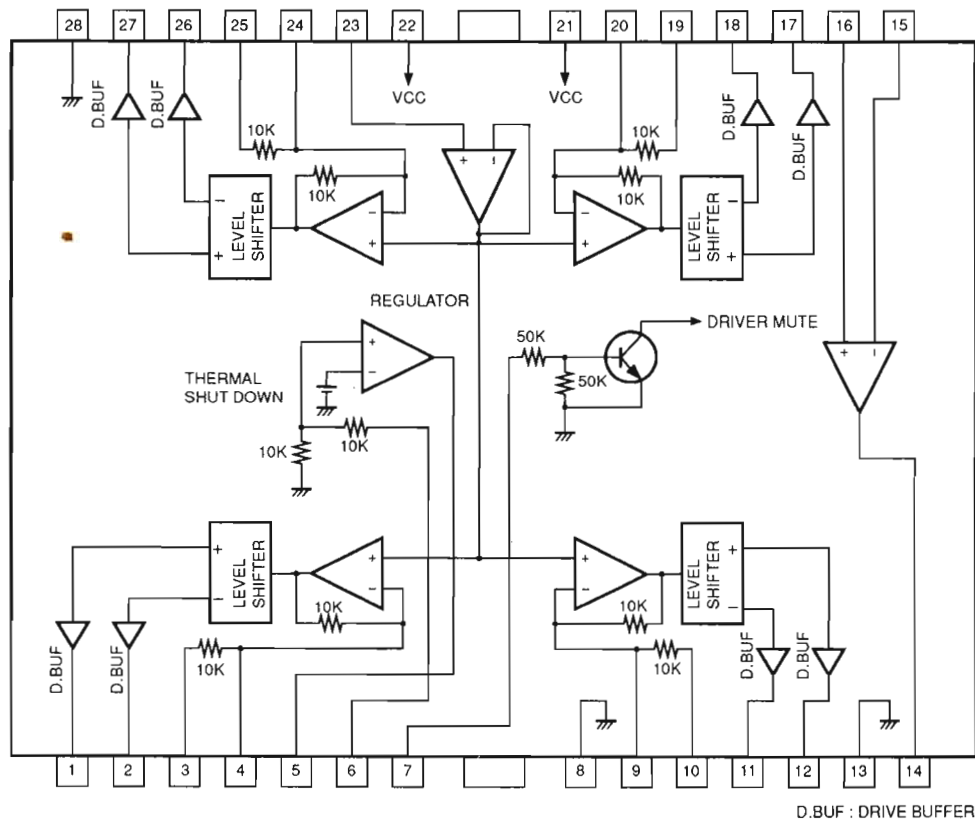 28 27 26 25 24 23 22 21 20 19 18 17 16 15
VCC VCC
D.BUF D.BUF D.BUF D.BUF
10K 10K
10K 10K
+ −
− LEVEL SHIFTER − − LEVEL SHIFTER −
+ + + +
REGULATOR
DRIVER MUTE
50K
+ + −
− 50K
THERMAL
SHUT DOWN
10K 10K
+ LEVEL SHIFTER + + LEVEL SHIFTER +
− − − −
10K 10K
D.BUF D.BUF 10K 10K D.BUF D.BUF
1 2 3 4 5 6 7 8 9 10 11 12 13 14
D.BUF : DRIVE BUFFER